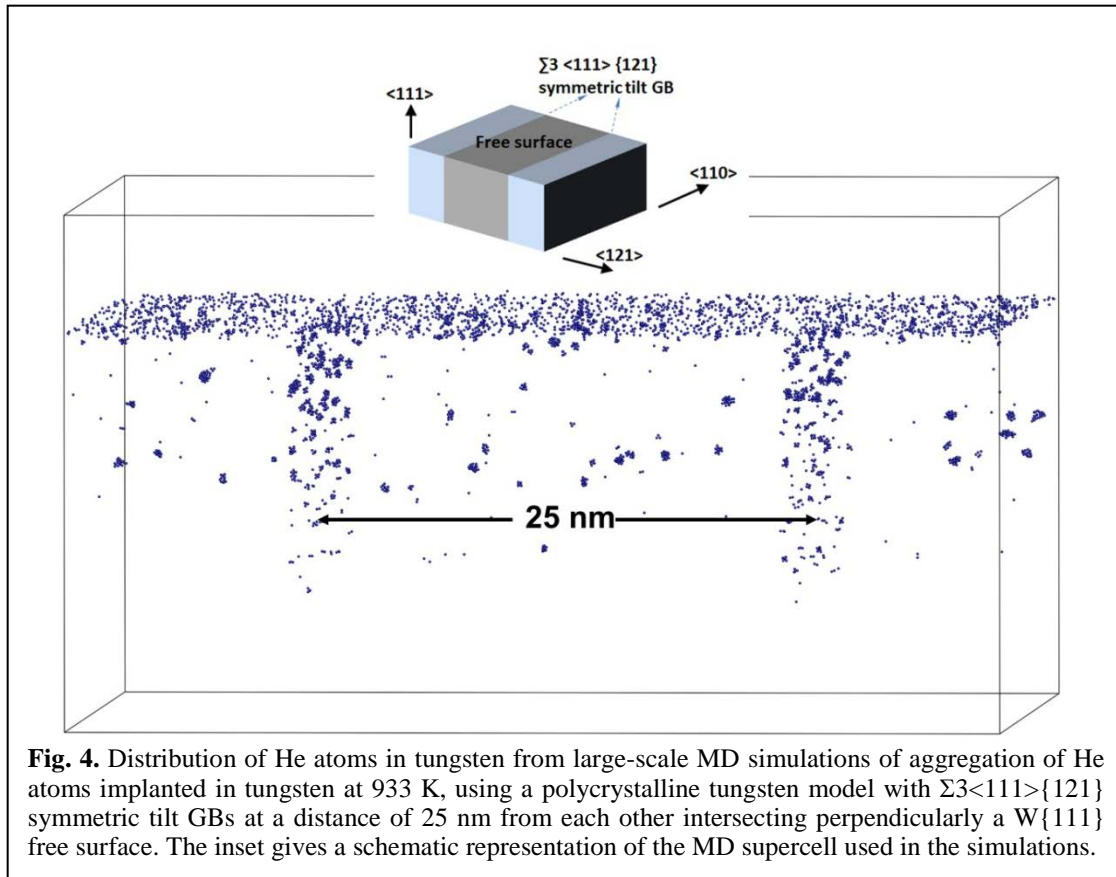 ∑3 <111> {121}
symmetric tilt GB
<111>
Free surface
<110>
<121>
25 nm
Fig. 4. Distribution of He atoms in tungsten from large-scale MD simulations of aggregation of He
atoms implanted in tungsten at 933 K, using a polycrystalline tungsten model with Σ3<111>{121}
symmetric tilt GBs at a distance of 25 nm from each other intersecting perpendicularly a W{111}
free surface. The inset gives a schematic representation of the MD supercell used in the simulations.